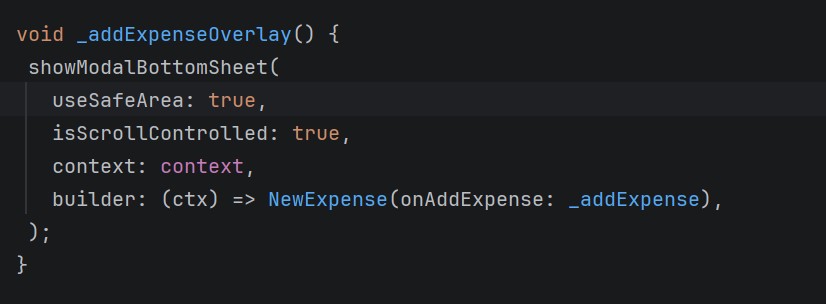 void _addExpenseOverlay() {
showModalBottomSheet(
useSafeArea: true,
isScrollControlled: true,
context: context,
builder: (ctx) => NewExpense(onAddExpense: _addExpense),
);
}